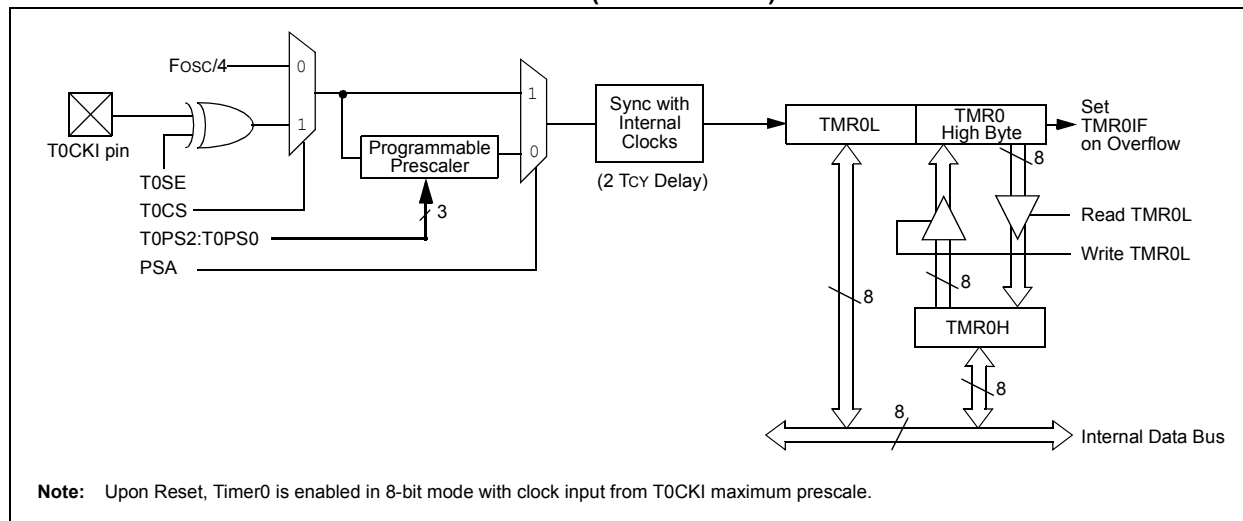 Fosc/4
0
1
T0CKI pin
T0SE
T0CS
T0PS2:T0PS0
PSA
Programmable
Prescaler
3
1
0
Sync with
Internal
Clocks
(2 TCY Delay)
TMR0L
TMR0
High Byte
Set
TMR0IF
on Overflow
8
Read TMR0L
Write TMR0L
8
8
TMR0H
8
8
Internal Data Bus
Note: Upon Reset, Timer0 is enabled in 8-bit mode with clock input from T0CKI maximum prescale.